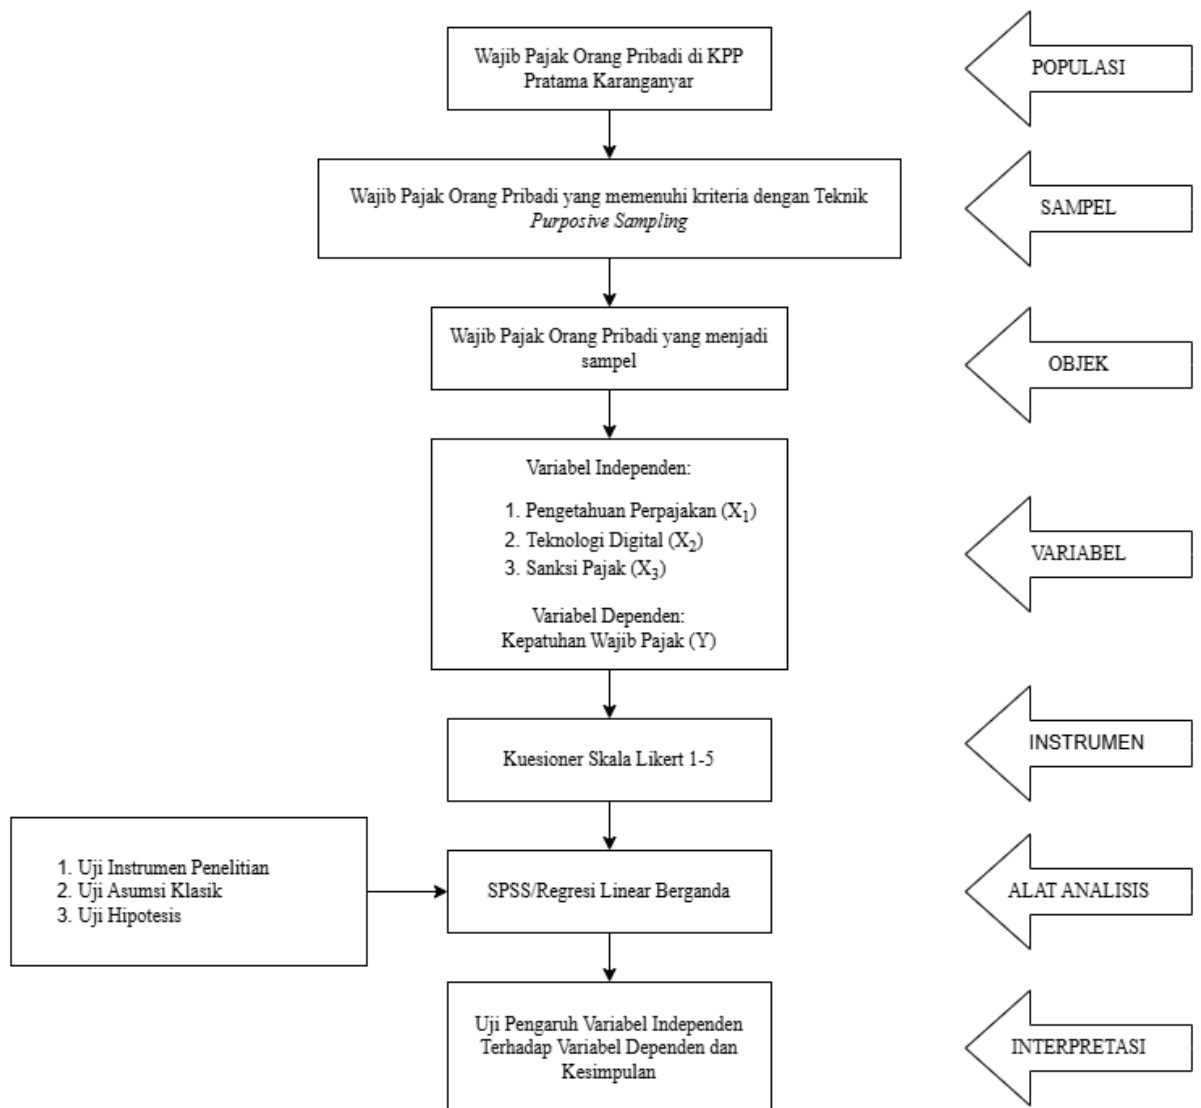 Wajib Pajak Orang Pribadi di KPP
Pratama Karanganyar
POPULASI
Wajib Pajak Orang Pribadi yang memenuhi kriteria dengan Teknik
Purposive Sampling
SAMPEL
Wajib Pajak Orang Pribadi yang menjadi
sampel
OBJEK
Variabel Independen:
1. Pengetahuan Perpajakan (X1)
2. Teknologi Digital (X2)
3. Sanksi Pajak (X3)
Variabel Dependen:
Kepatuhan Wajib Pajak (Y)
VARIABEL
Kuesioner Skala Likert 1-5
INSTRUMEN
1. Uji Instrumen Penelitian
2. Uji Asumsi Klasik
3. Uji Hipotesis
SPSS/Regresi Linear Berganda
ALAT ANALISIS
Uji Pengaruh Variabel Independen
Terhadap Variabel Dependen dan
Kesimpulan
INTERPRETASI